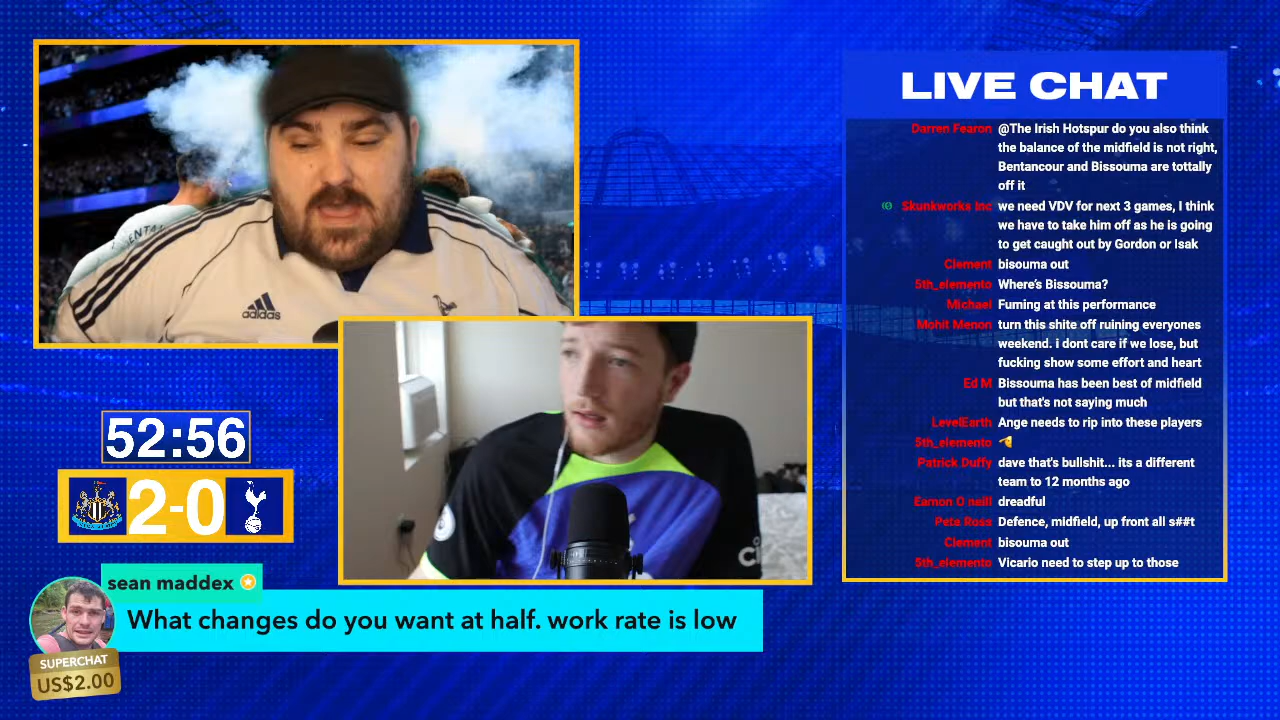 LIVE CHAT
Darren Fearon @The Irish Hotspur do you also think
the balance of the midfield is not right,
Bentancour and Bissouma are tottally
off it
Skunkworks Inc we need VDV for next 3 games, I think
we have to take him off as he is going
to get caught out by Gordon or Isak
Clement bisouma out
5th_elemento Where's Bissouma?
Michael Fuming at this performance
Mohit Menon turn this shite off ruining everyones
weekend. i dont care if we lose, but
fucking show some effort and heart
Ed M Bissouma has been best of midfield
but that's not saying much
LevelEarth Ange needs to rip into these players
5th_elemento
Patrick Duffy dave that's bullshit... its a different
team to 12 months ago
Eamon O neill dreadful
Pete Ross Defence, midfield, up front all s##t
Clement bisouma out
5th_elemento Vicario need to step up to those
adidas
52:56
2-0
sean maddex
What changes do you want at half. work rate is low
SUPERCHAT
US$2.00